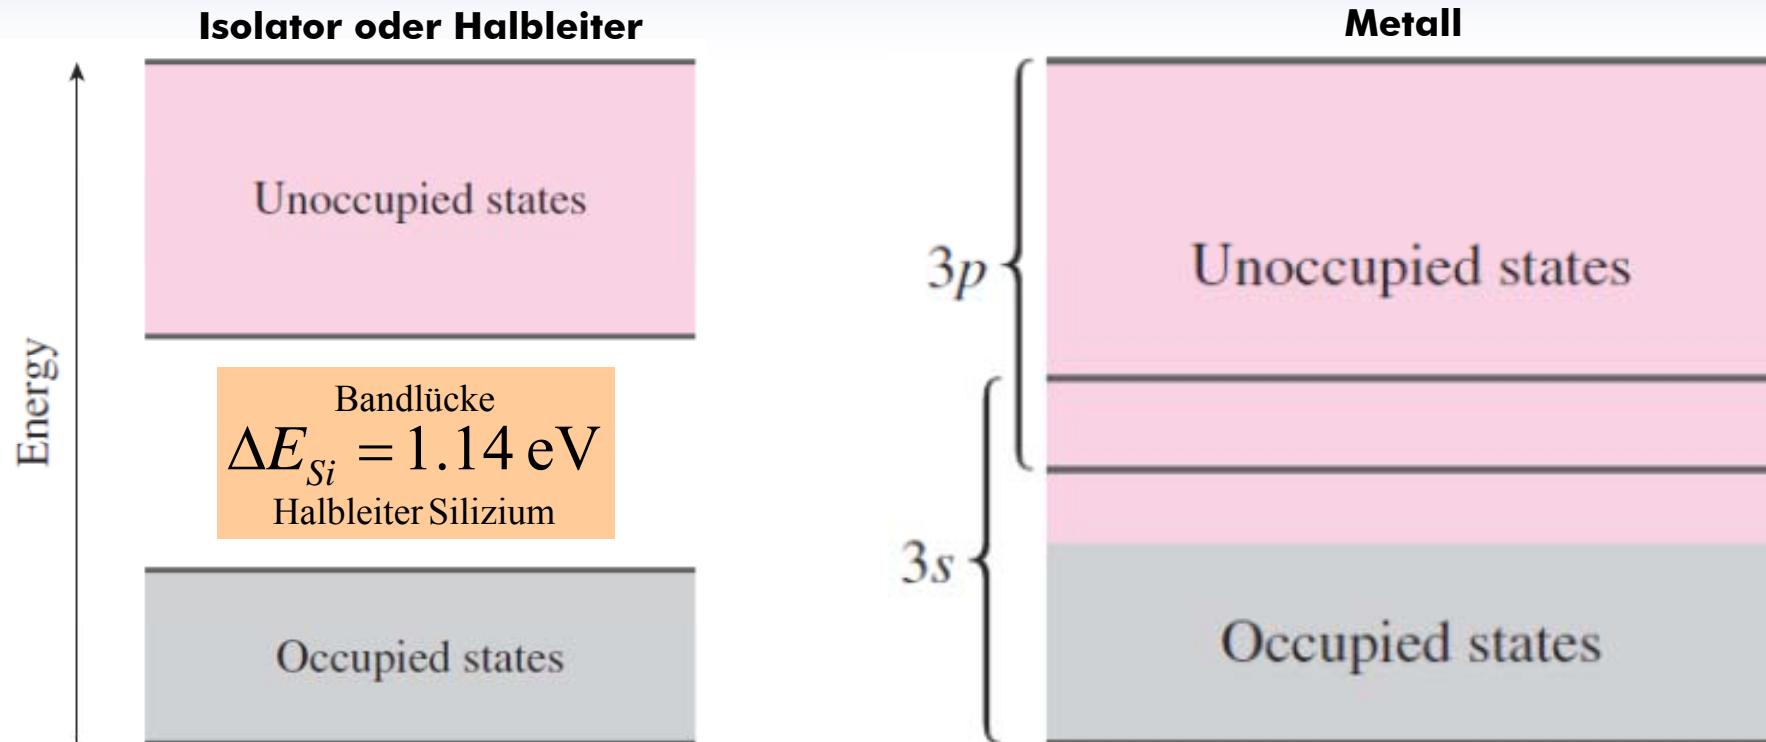 Isolator oder Halbleiter
Metall
Energy
Unoccupied states
Bandlücke
ΔE_Si = 1.14 eV
Halbleiter Silizium
Occupied states
3p
Unoccupied states
3s
Occupied states